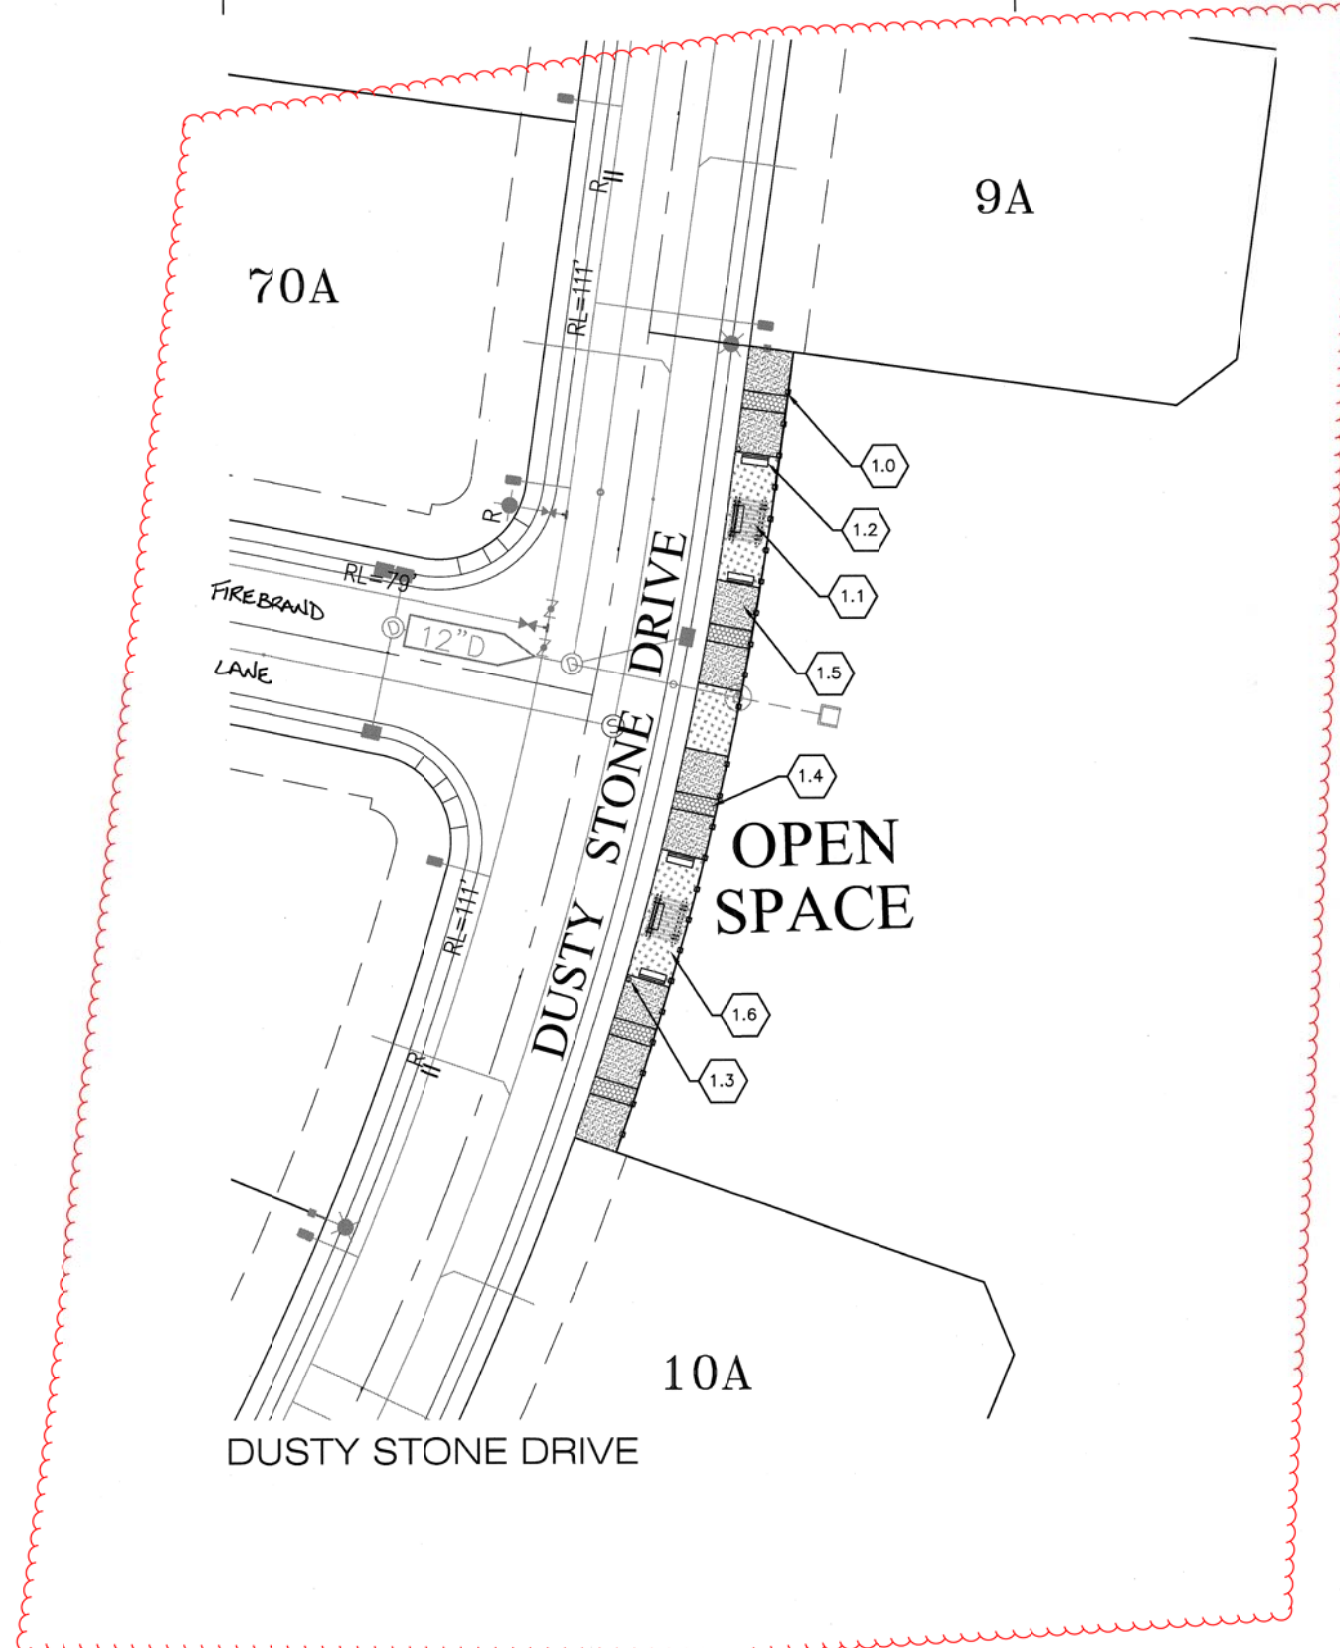 9A
70A
R
RL=111'
1.0
1.2
R
1.1
RL=79'
FIREBRAND
D
12"D
D
1.5
LANE
S
DUSTY STONE DRIVE
1.4
OPEN
SPACE
RL=111'
1.6
R
1.3
10A
DUSTY STONE DRIVE